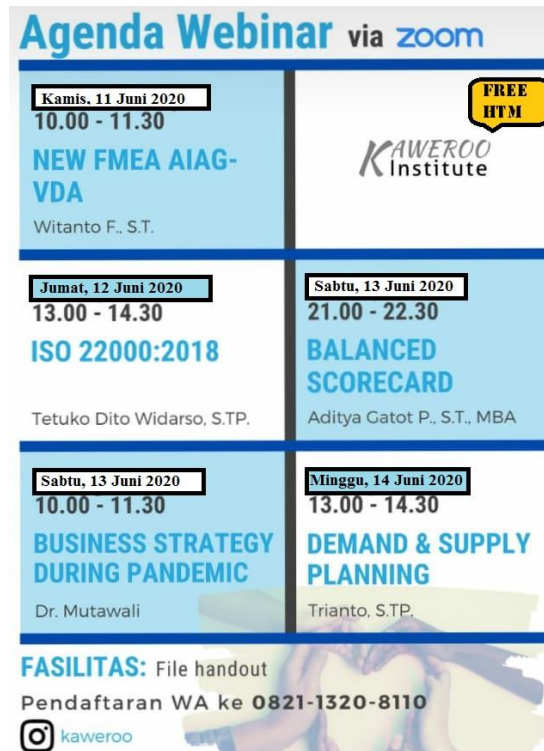 Agenda Webinar via zoom
Kamis, 11 Juni 2020
10.00 - 11.30
NEW FMEA AIAG-
VDA
Witanto F., S.T.
FREE
HTM
KAWEROO
Institute
Jumat, 12 Juni 2020
13.00 - 14.30
ISO 22000:2018
Tetuko Dito Widarso, S.TP.
Sabtu, 13 Juni 2020
21.00 - 22.30
BALANCED
SCORECARD
Aditya Gatot P., S.T., MBA
Sabtu, 13 Juni 2020
10.00 - 11.30
BUSINESS STRATEGY
DURING PANDEMIC
Dr. Mutawali
Minggu, 14 Juni 2020
13.00 - 14.30
DEMAND & SUPPLY
PLANNING
Trianto, S.TP.
FASILITAS: File handout
Pendaftaran WA ke 0821-1320-8110
kaweroo